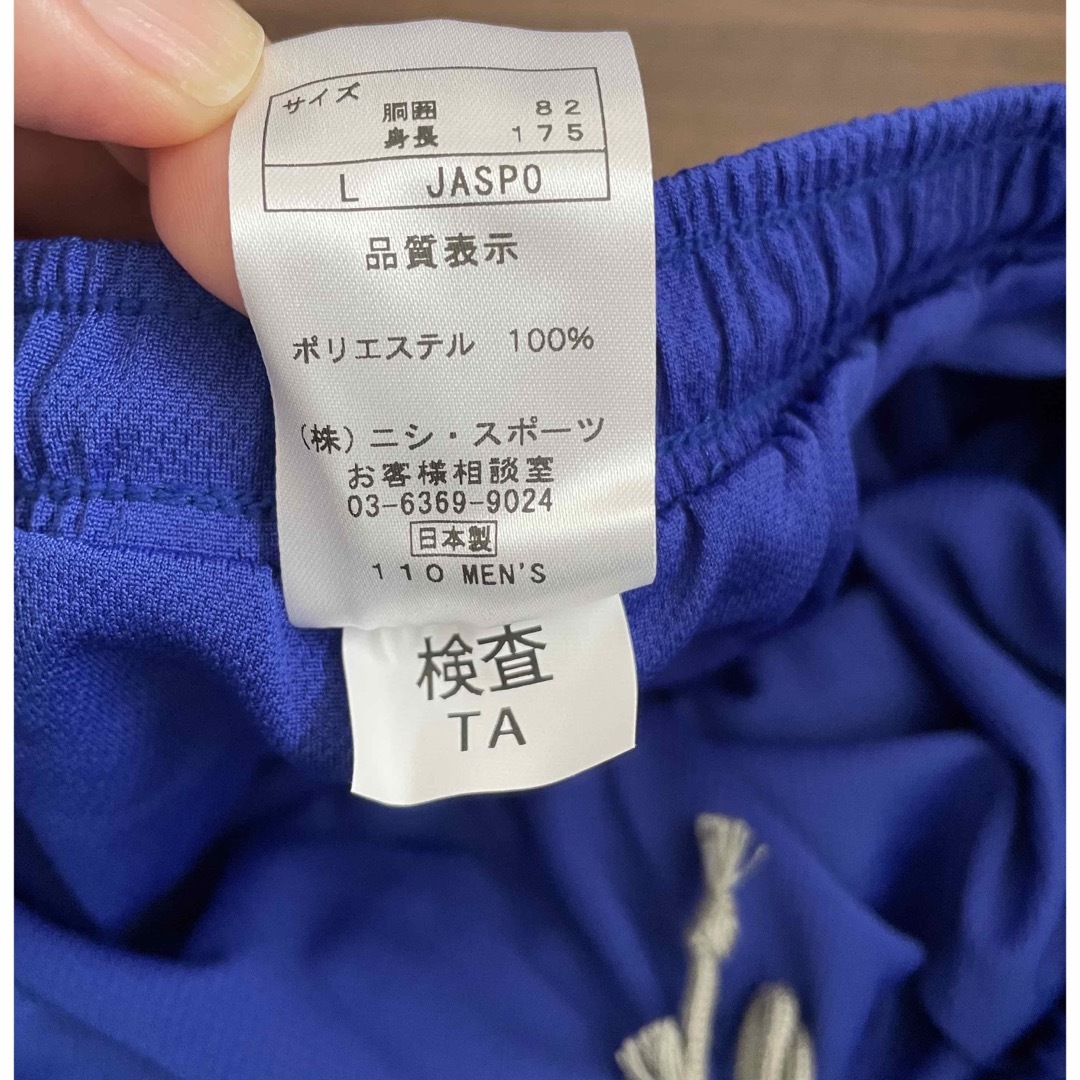 サイズ
胴囲 82
身長 175
L JASPO
品質表示
ポリエステル 100%
(株)ニシ・スポーツ
お客様相談室
03-6369-9024
日本製
110 MEN'S
検査
TA